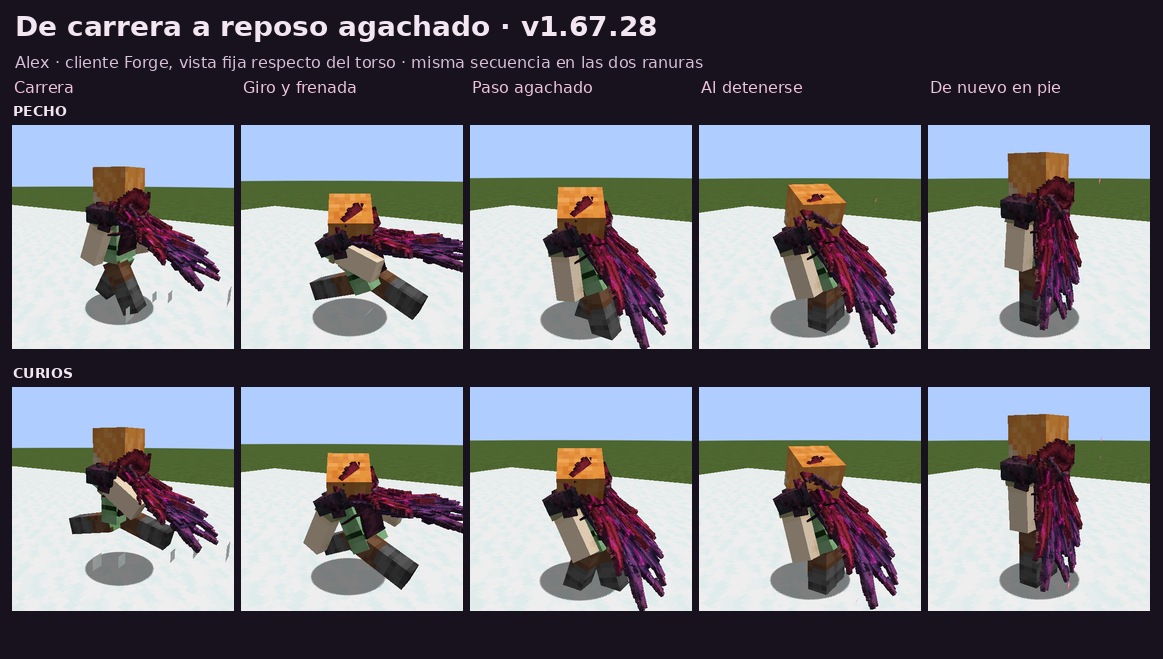 De carrera a reposo agachado · v1.67.28
Alex · cliente Forge, vista fija respecto del torso · misma secuencia en las dos ranuras
Carrera
Giro y frenada
Paso agachado
Al detenerse
De nuevo en pie
PECHO
CURIOS